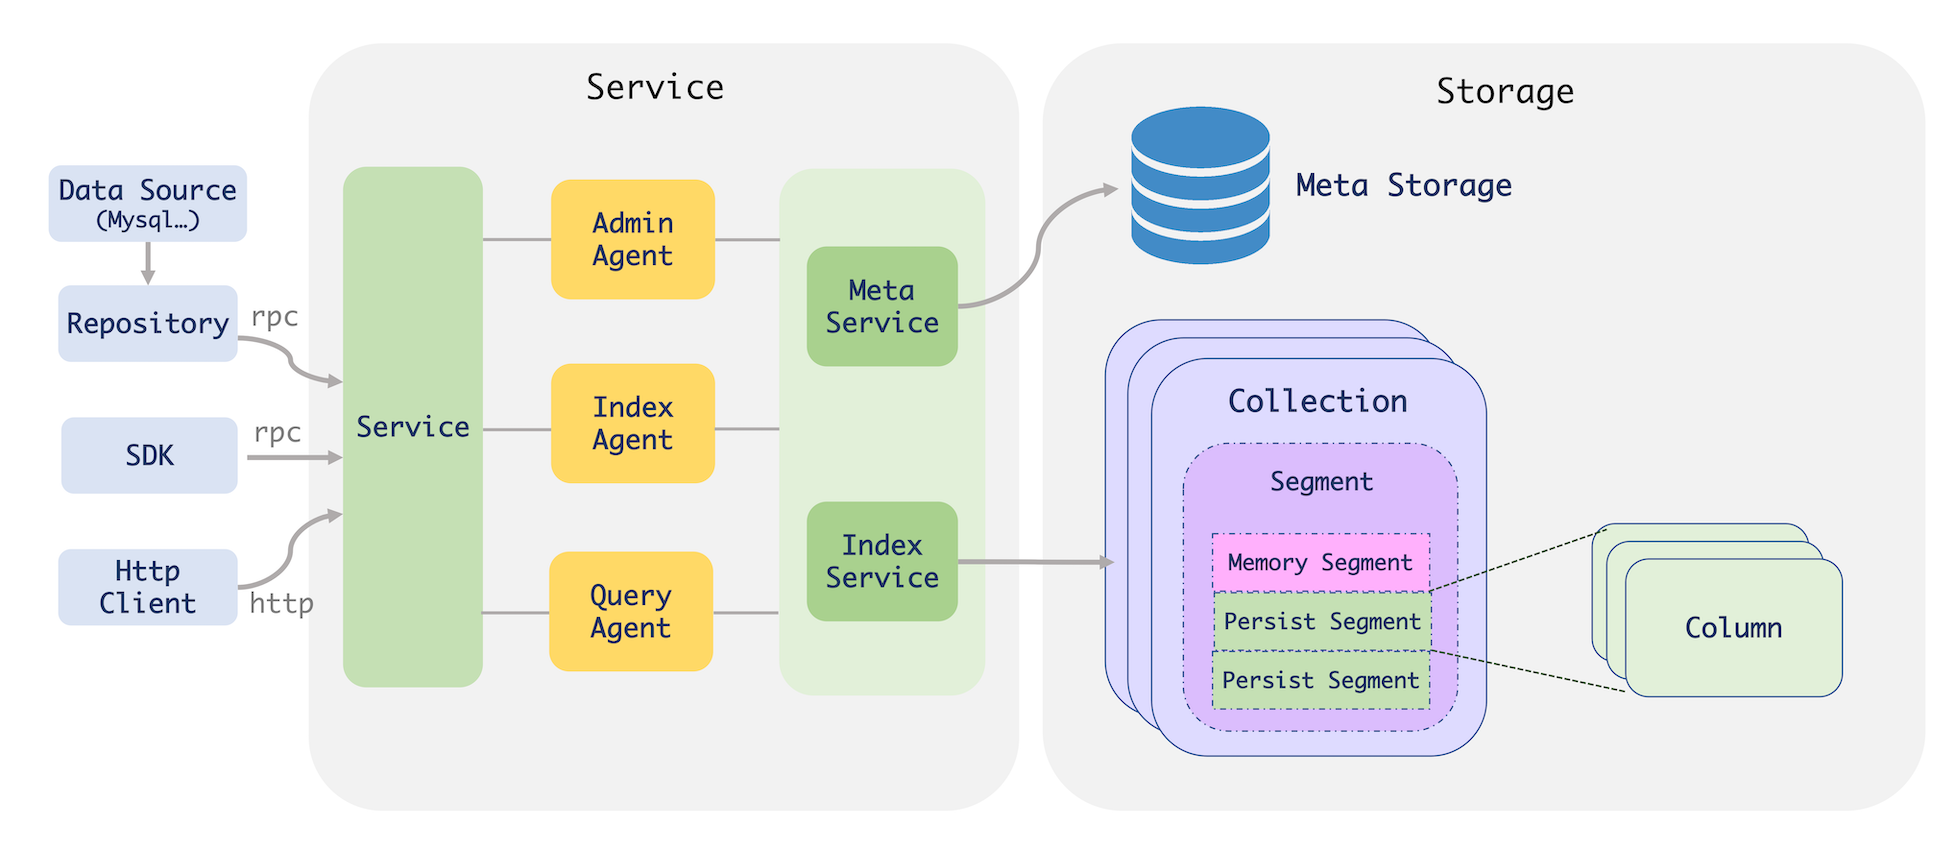 Service
Storage
Data Source
(Mysql…)
Repository
rpc
SDK
rpc
Http
Client
http
Service
Admin
Agent
Index
Agent
Query
Agent
Meta
Service
Index
Service
Meta Storage
Collection
Segment
Memory Segment
Persist Segment
Persist Segment
Column